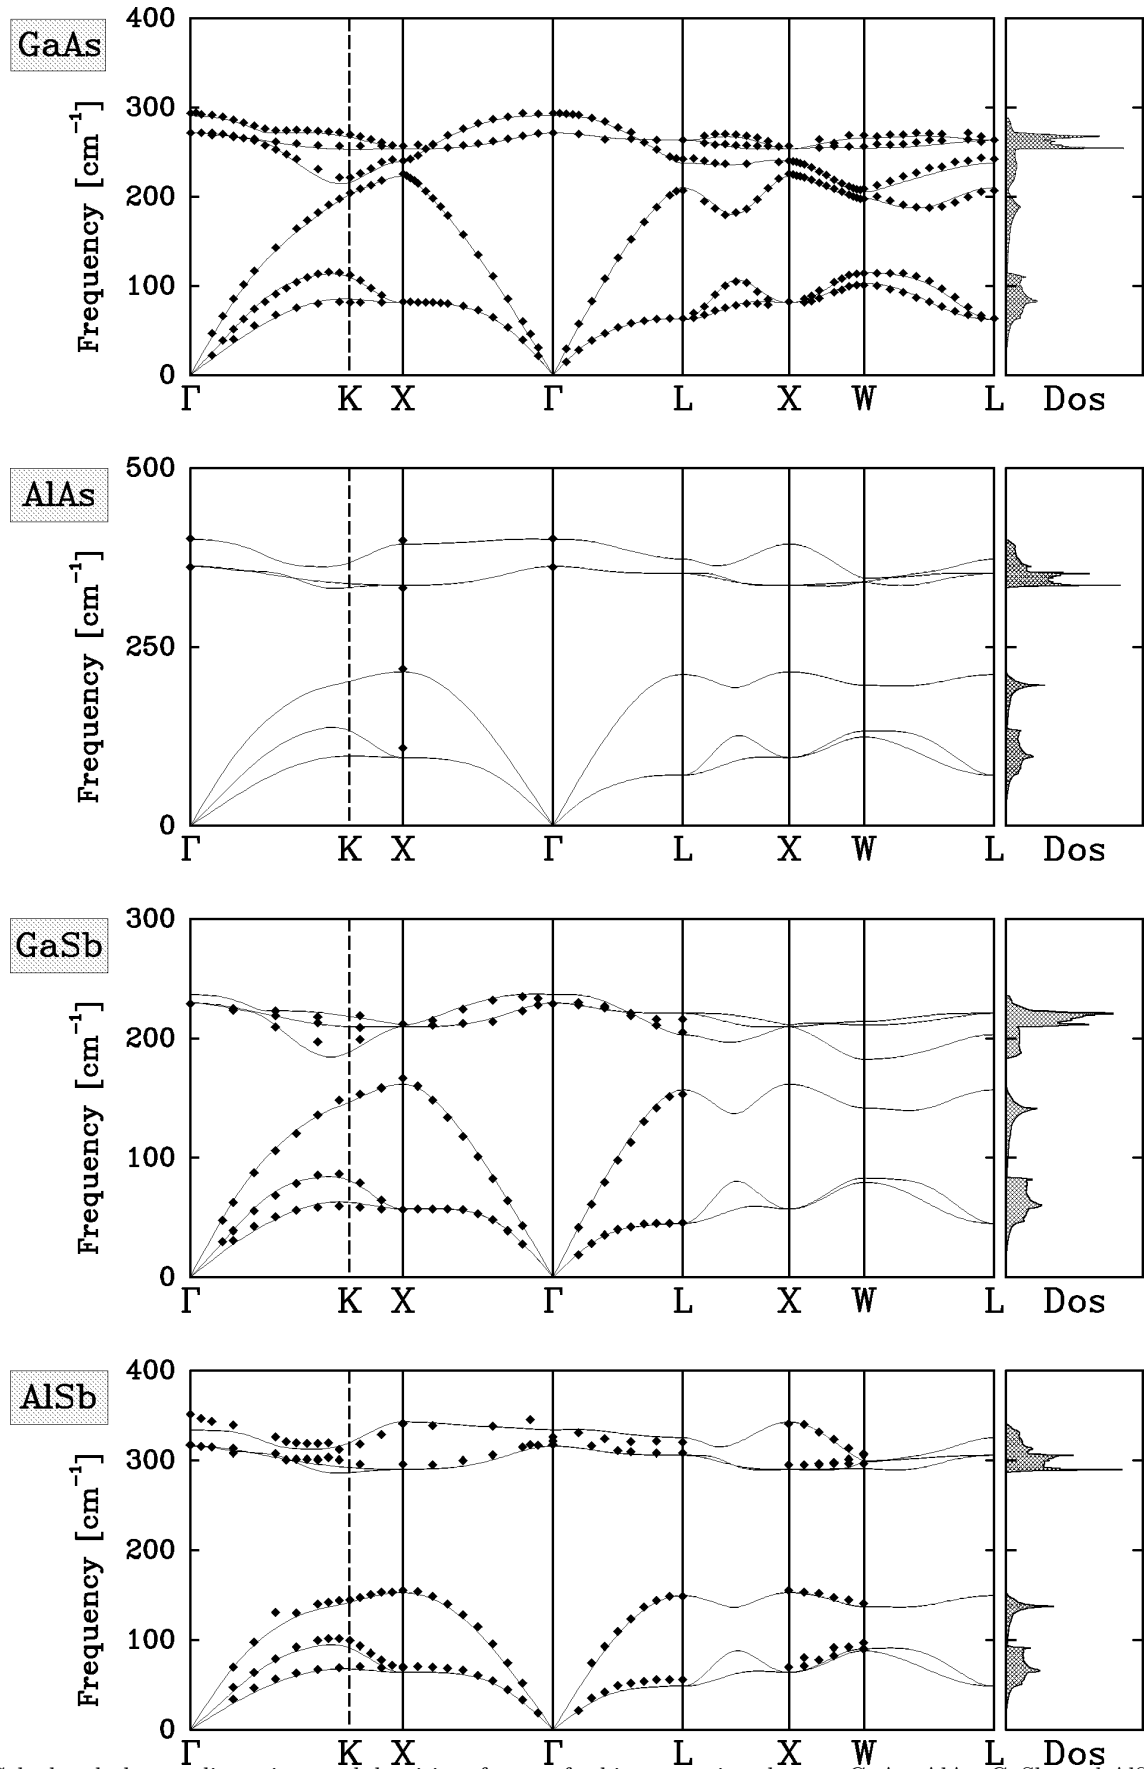 GaAs
Frequency [cm⁻¹]
400
300
200
100
0
Γ K X Γ L X W L Dos
AlAs
Frequency [cm⁻¹]
500
250
0
Γ K X Γ L X W L Dos
GaSb
Frequency [cm⁻¹]
300
200
100
0
Γ K X Γ L X W L Dos
AlSb
Frequency [cm⁻¹]
400
300
200
100
0
Γ K X Γ L X W L Dos